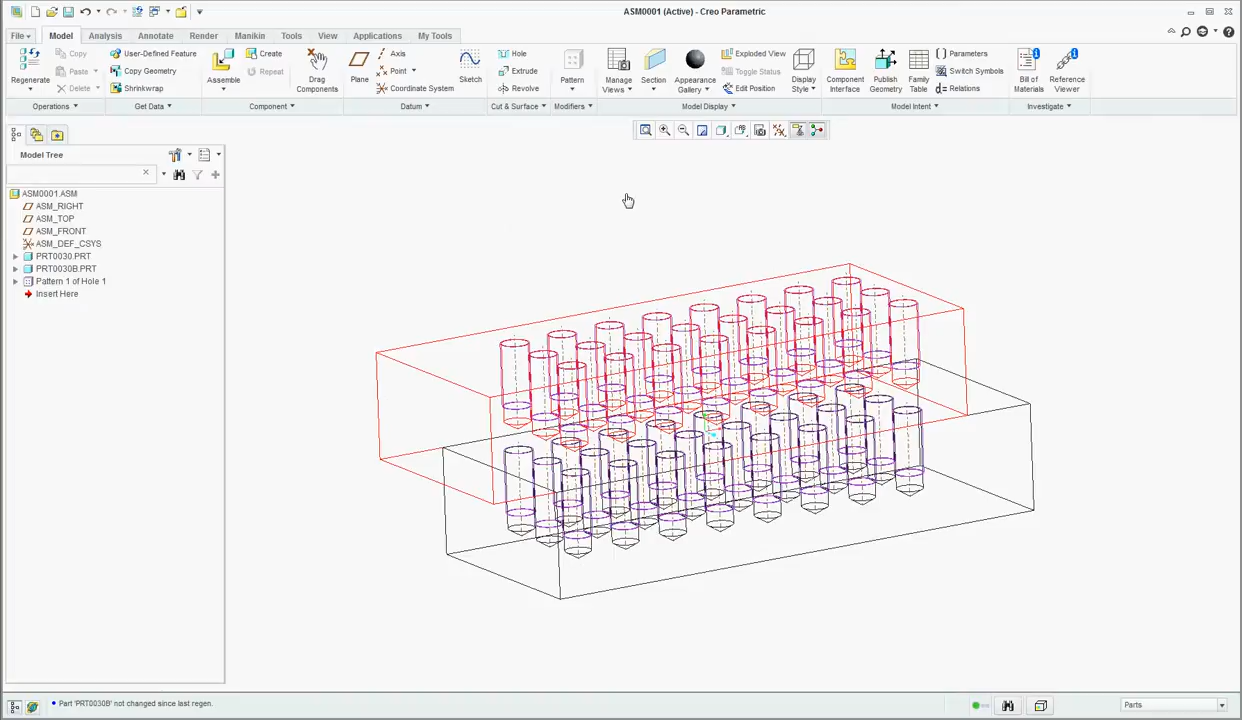 ASM0001 (Active) - Creo Parametric
File
Model
Analysis
Annotate
Render
Manikin
Tools
View
Applications
My Tools
Regenerate
Copy
Paste
Delete
User-Defined Feature
Copy Geometry
Shrinkwrap
Assemble
Create
Repeat
Drag Components
Plane
Axis
Point
Coordinate System
Sketch
Hole
Extrude
Revolve
Pattern
Manage Views
Section
Appearance Gallery
Exploded View
Toggle Status
Edit Position
Display Style
Component Interface
Publish Geometry
Family Table
Parameters
Switch Symbols
d= Relations
Bill of Materials
Reference Viewer
Operations
Get Data
Component
Datum
Cut & Surface
Modifiers
Model Display
Model Intent
Investigate
Model Tree
ASM0001.ASM
ASM_RIGHT
ASM_TOP
ASM_FRONT
ASM_DEF_CSYS
PRT0030.PRT
PRT0030B.PRT
Pattern 1 of Hole 1
Insert Here
Part 'PRT0030B' not changed since last regen.
Parts